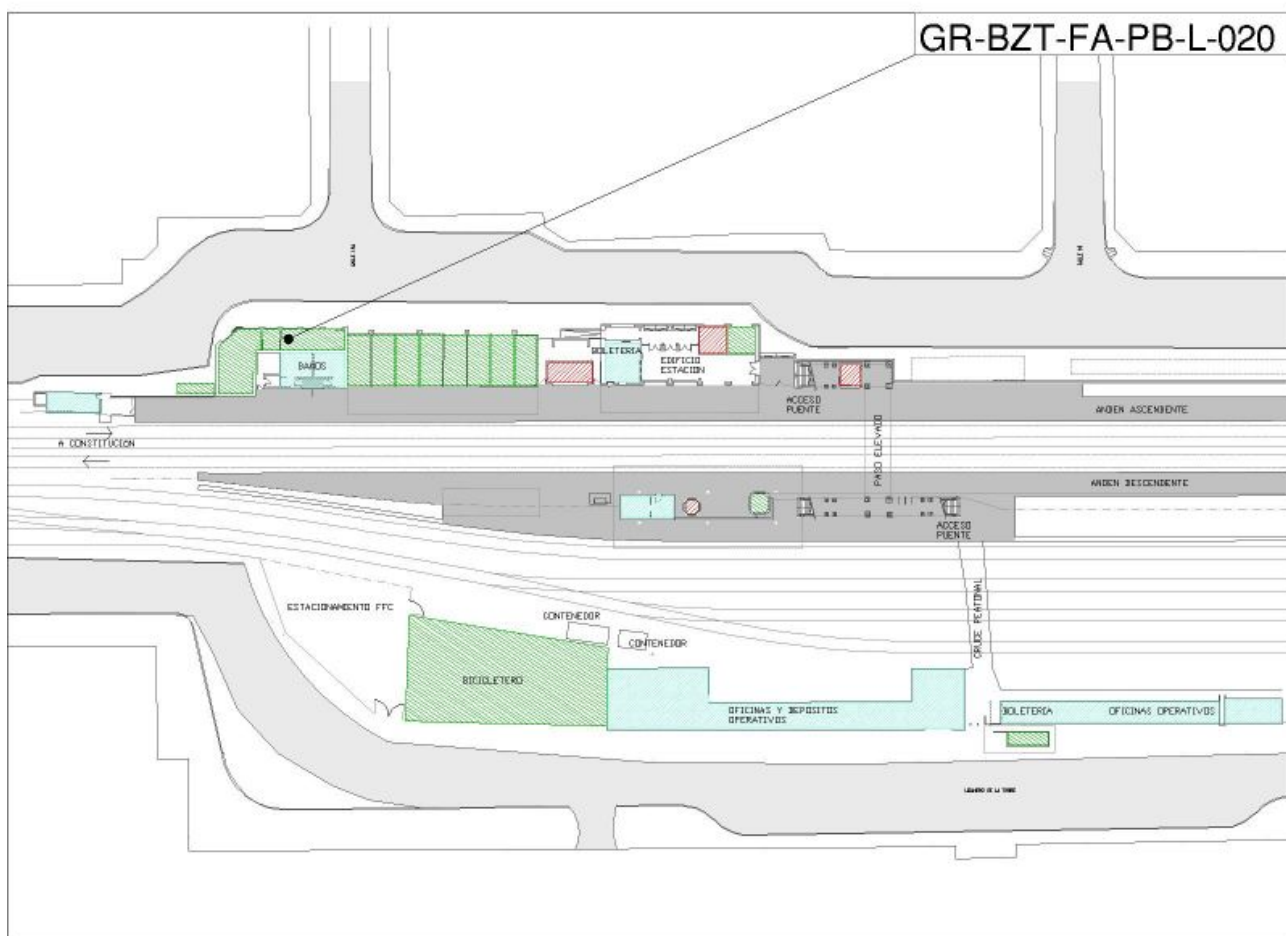 GR-BZT-FA-PB-L-020
BOLETERIA
EDIFICIO
ESTACION
BAÑOS
ACCESO
PUENTE
ANDEN ASCENDENTE
A CONSTITUCION
PASO ELEVADO
ANDEN DESCENDENTE
ACCESO
PUENTE
ESTACIONAMIENTO FFC
CONTENEDOR
CONTENEDOR
CRUCE PEATONAL
BICICLETERO
OFICINAS Y DEPOSITOS
OPERATIVOS
BOLETERIA
OFICINAS OPERATIVOS